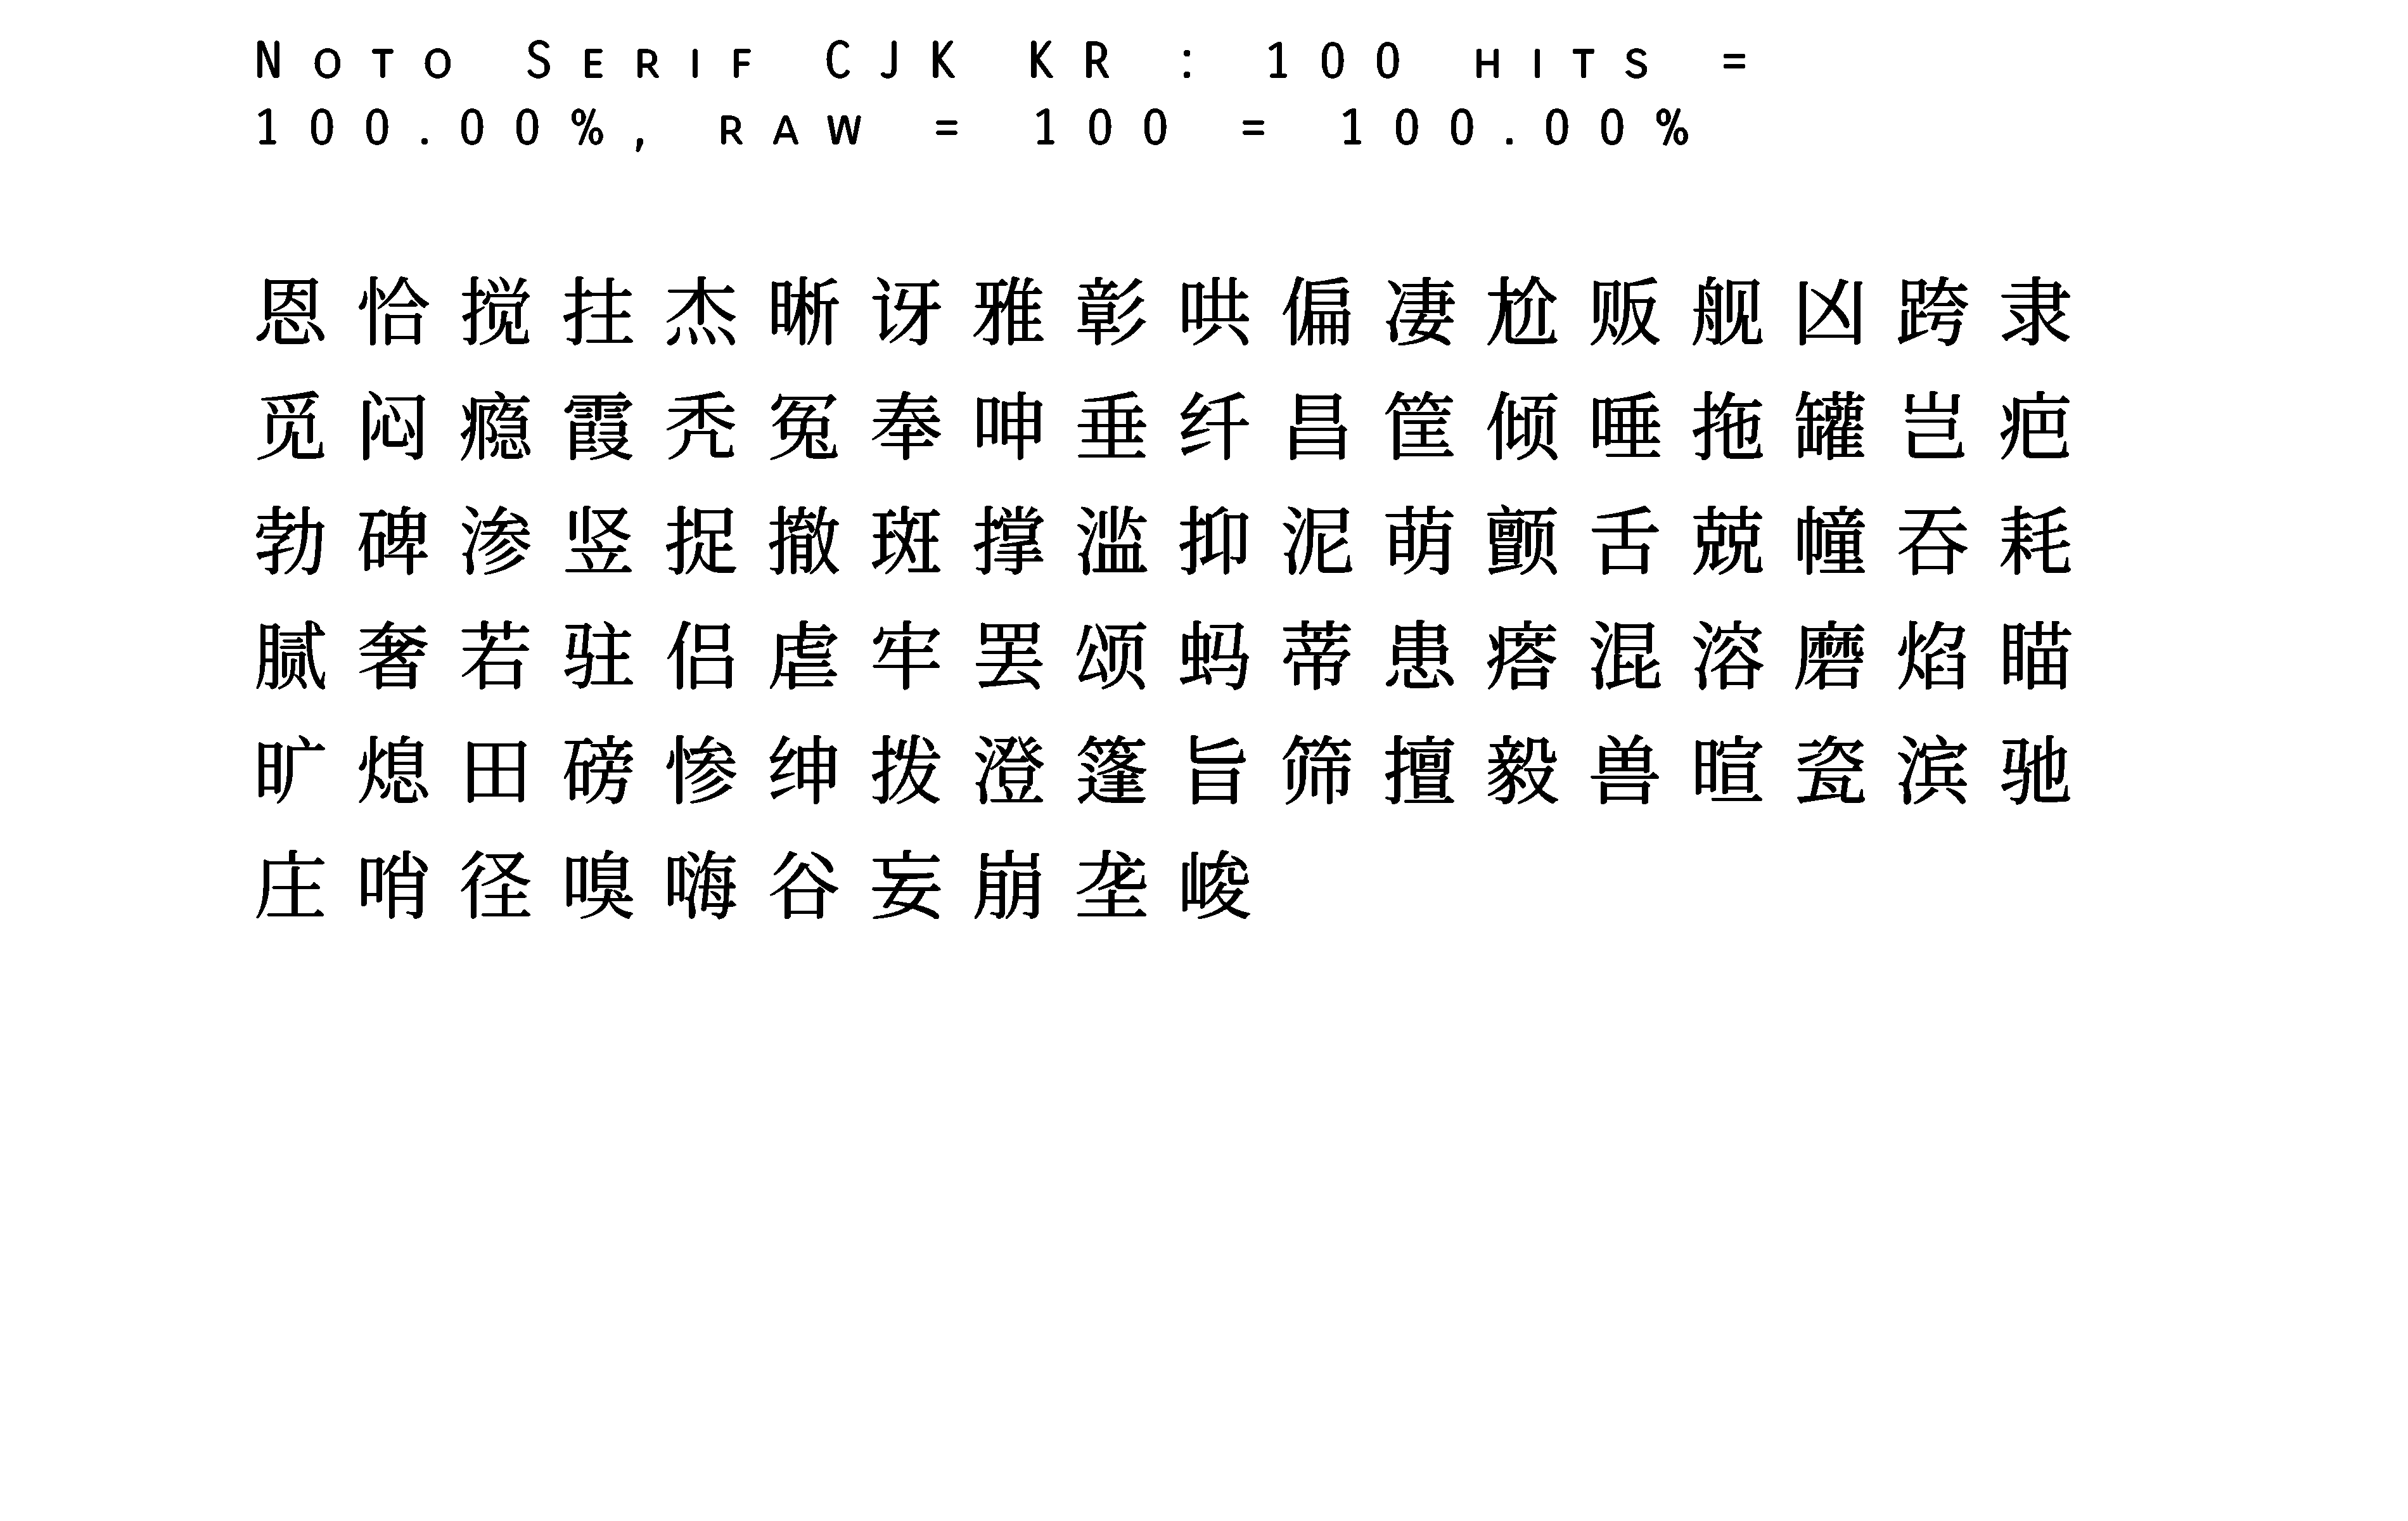 Noto Serif CJK KR : 100 hits =
100.00%, raw = 100 = 100.00%
恩恰搅拄杰晰讶雅彰哄偏凄尬贩舰凶跨隶
觅闷瘾霞秃冤奉呻垂纤昌筐倾唾拖罐岂疤
勃碑渗竖捉撤斑撑滥抑泥萌颤舌兢幢吞耗
腻奢若驻侣虐牢罢颂蚂蒂患瘩混溶磨焰瞄
旷熄田磅惨绅拨澄篷旨筛擅毅兽暄瓷滨驰
庄哨径嗅嗨谷妄崩垄峻